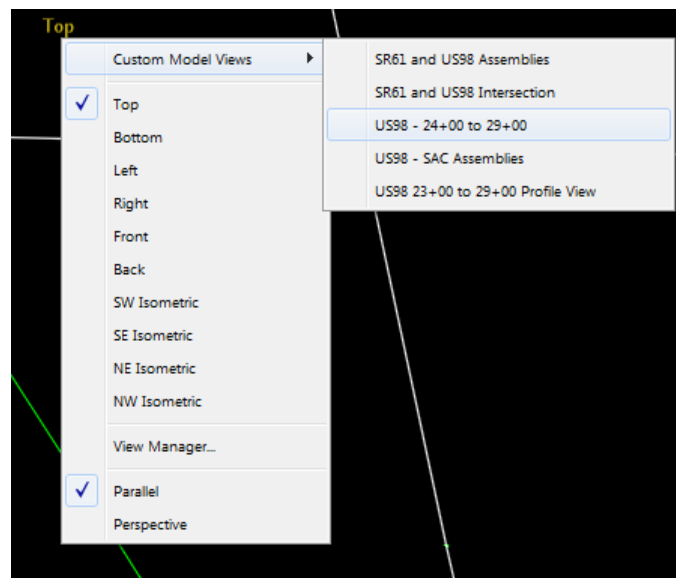 Top
Custom Model Views
Top
Bottom
Left
Right
Front
Back
SW Isometric
SE Isometric
NE Isometric
NW Isometric
View Manager...
Parallel
Perspective
SR61 and US98 Assemblies
SR61 and US98 Intersection
US98 - 24+00 to 29+00
US98 - SAC Assemblies
US98 23+00 to 29+00 Profile View